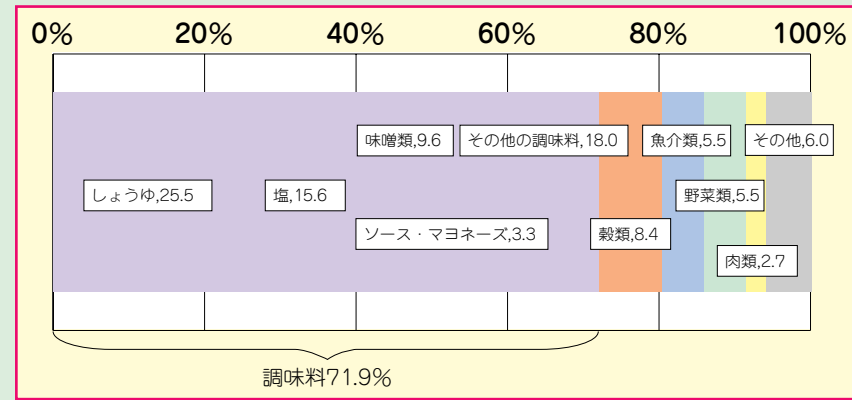 0% 20% 40% 60% 80% 100%
味噌類,9.6 その他の調味料,18.0 魚介類,5.5 その他,6.0
しょうゆ,25.5 塩,15.6 野菜類,5.5
ソース・マヨネーズ,3.3 穀類,8.4
肉類,2.7
調味料71.9%